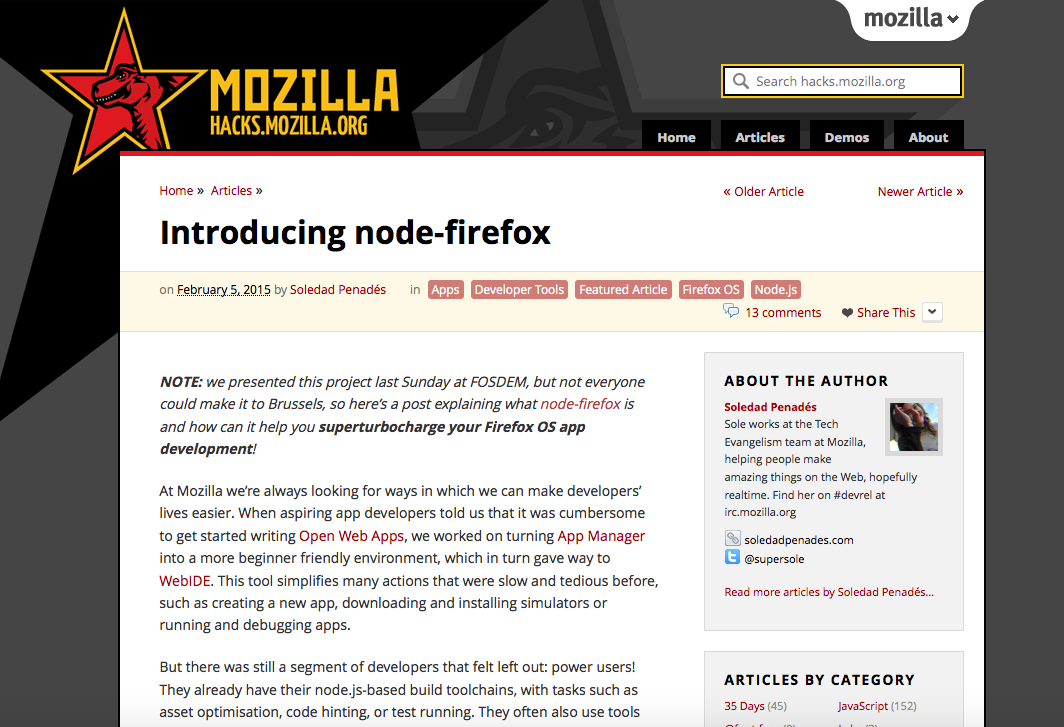 mozilla
MOZILLA
HACKS.MOZILLA.ORG
Search hacks.mozilla.org
Home Articles Demos About
Home » Articles »
« Older Article Newer Article »
Introducing node-firefox
on February 5, 2015 by Soledad Penadés in Apps Developer Tools Featured Article Firefox OS Node.js
13 comments Share This
NOTE: we presented this project last Sunday at FOSDEM, but not everyone
could make it to Brussels, so here’s a post explaining what node-firefox is
and how can it help you superturbocharge your Firefox OS app
development!
At Mozilla we’re always looking for ways in which we can make developers’
lives easier. When aspiring app developers told us that it was cumbersome
to get started writing Open Web Apps, we worked on turning App Manager
into a more beginner friendly environment, which in turn gave way to
WebIDE. This tool simplifies many actions that were slow and tedious before,
such as creating a new app, downloading and installing simulators or
running and debugging apps.
But there was still a segment of developers that felt left out: power users!
They already have their node.js-based build toolchains, with tasks such as
asset optimisation, code hinting, or test running. They often also use tools
ABOUT THE AUTHOR
Soledad Penadés
Sole works at the Tech
Evangelism team at Mozilla,
helping people make
amazing things on the Web, hopefully
realtime. Find her on #devrel at
irc.mozilla.org
soledadpenades.com
@supersole
Read more articles by Soledad Penadés…
ARTICLES BY CATEGORY
35 Days (45) JavaScript (152)